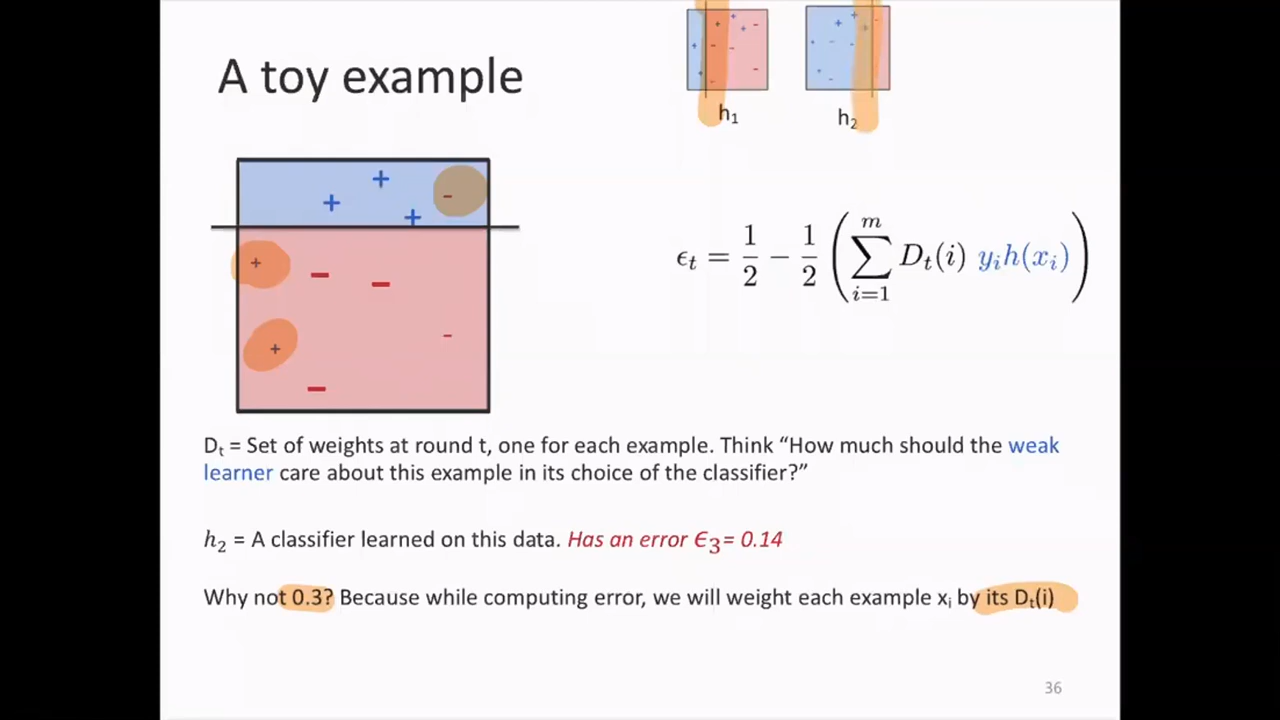 A toy example
h₁
h₂
+ + -
+
+ - -
+ -
-
ϵₜ = 1/2 − 1/2 ( ∑ᵢ₌₁ᵐ Dₜ(i) yᵢh(xᵢ) )
Dₜ = Set of weights at round t, one for each example. Think “How much should the weak
learner care about this example in its choice of the classifier?”
h₂ = A classifier learned on this data. Has an error ϵ₃= 0.14
Why not 0.3? Because while computing error, we will weight each example xᵢ by its Dₜ(i)
36